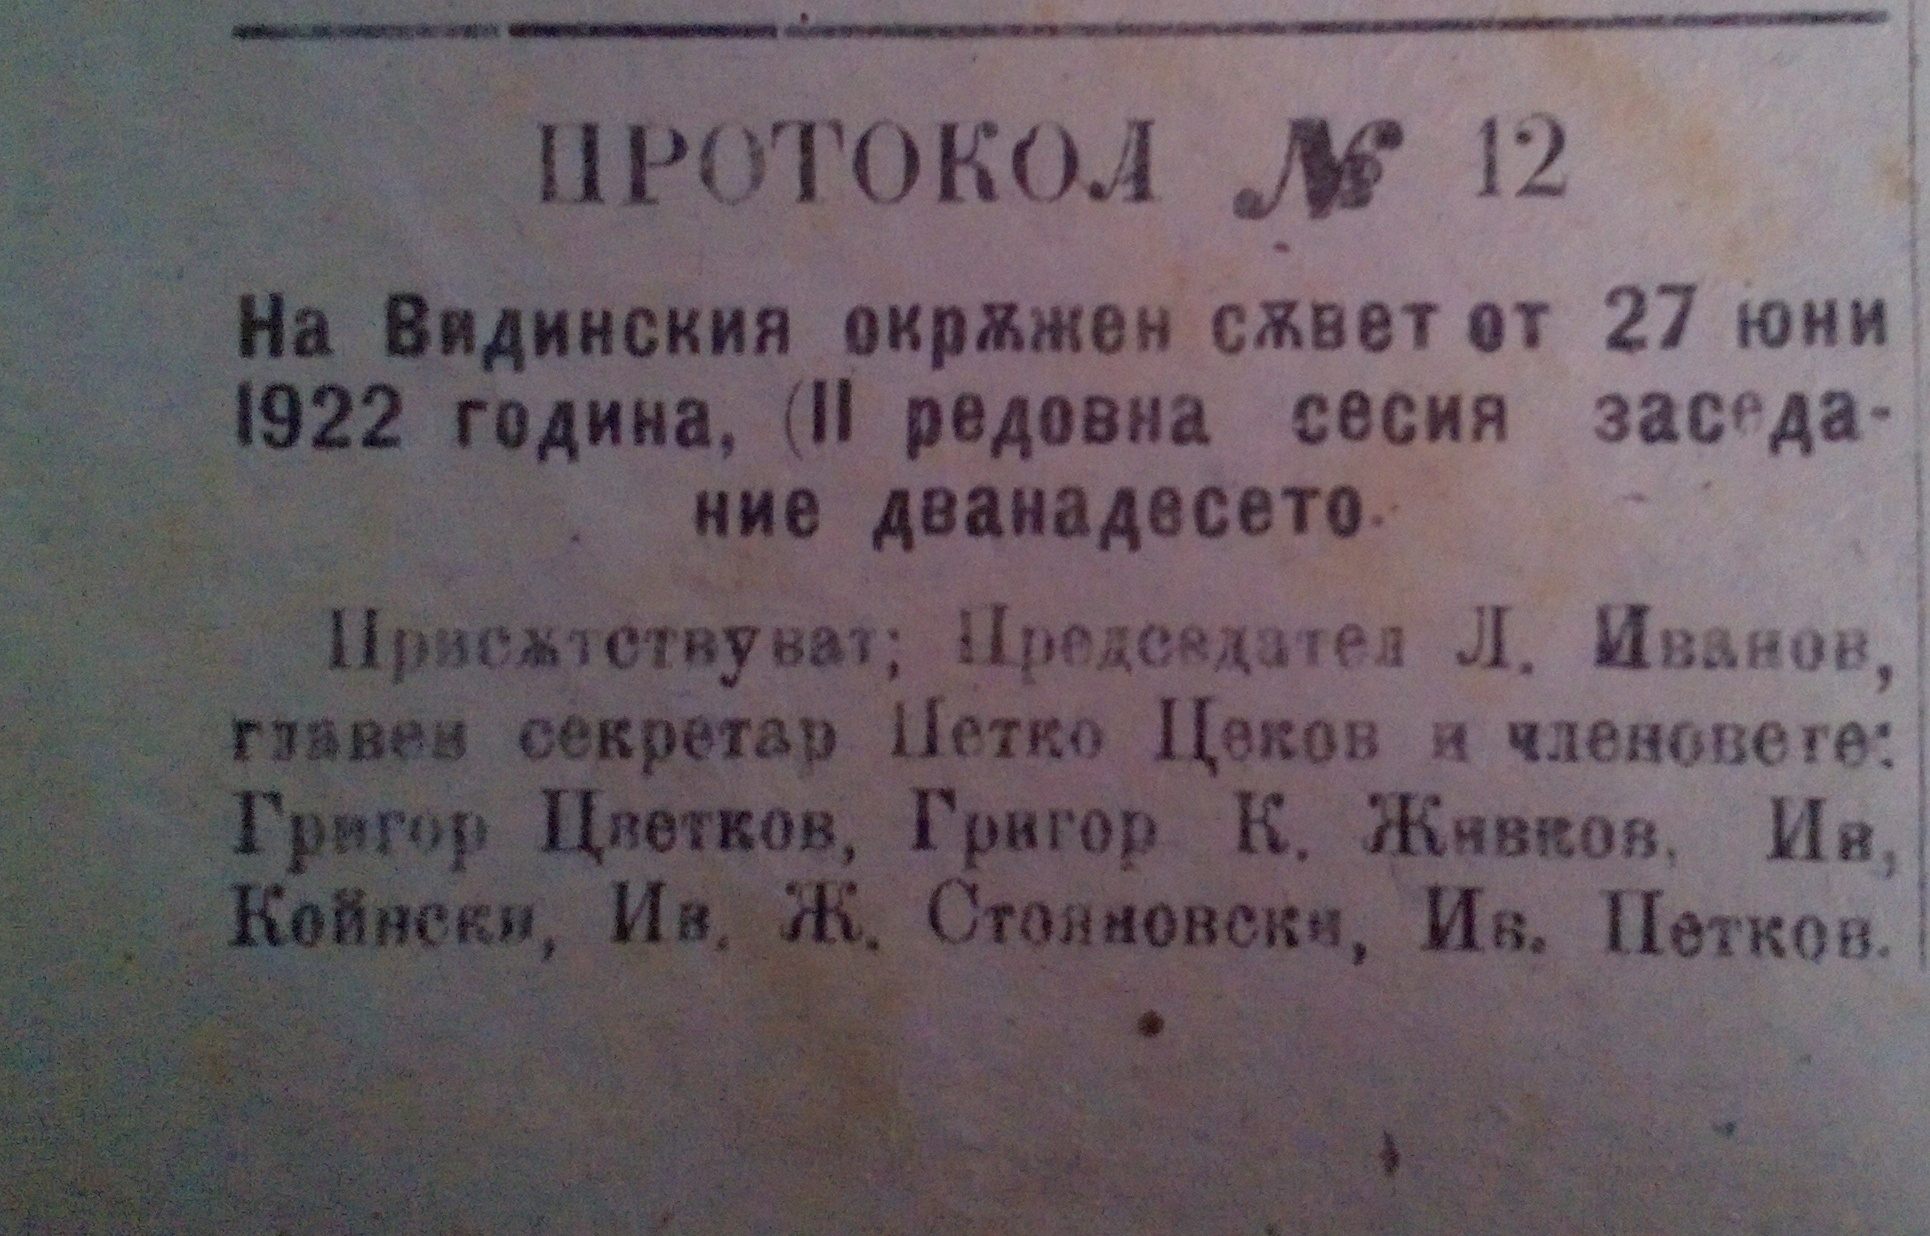 ПРОТОКОЛ № 12
На Видинския окрѫжен сѫвет от 27 юни
1922 година, (II редовна сесия заседа-
ние дванадесето.
Присѫтствуват; Председател Л. Иванов,
главен секретар Петко Цеков и членовете:
Григор Цветков, Григор К. Живков, Ив,
Койнски, Ив. Ж. Стояновски, Ив. Петков.